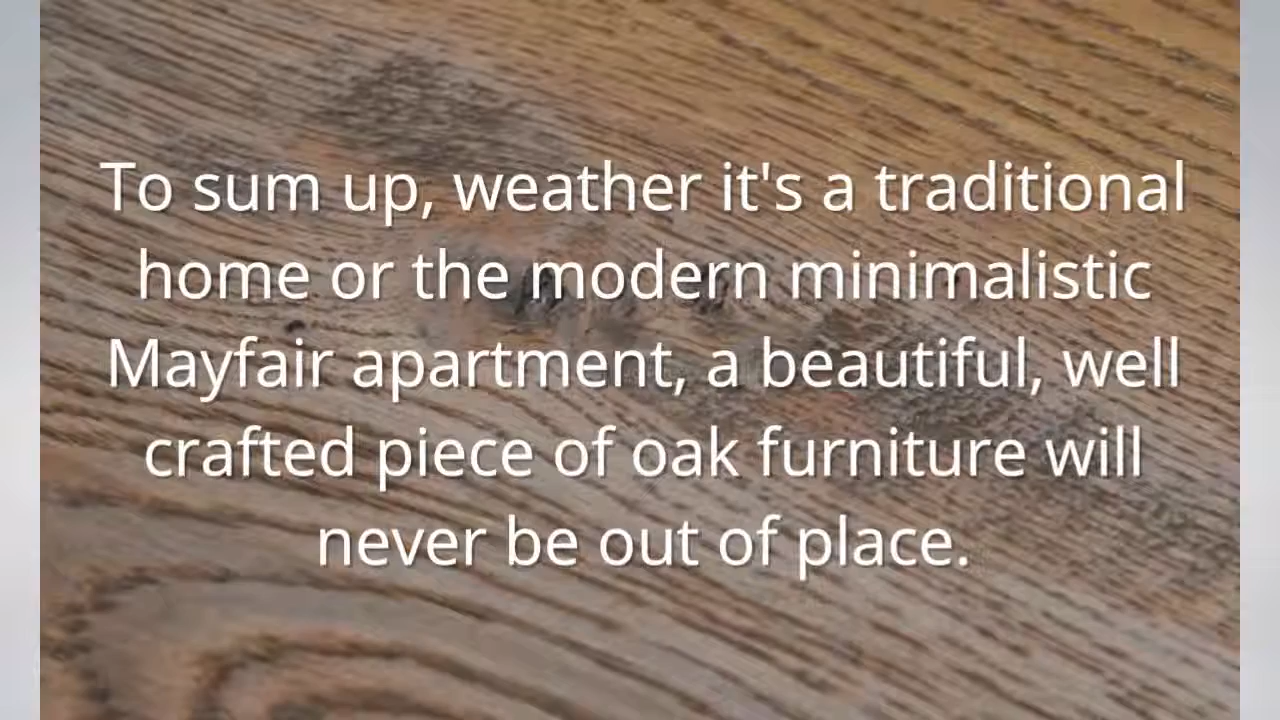 To sum up, weather it's a traditional
home or the modern minimalistic
Mayfair apartment, a beautiful, well
crafted piece of oak furniture will
never be out of place.